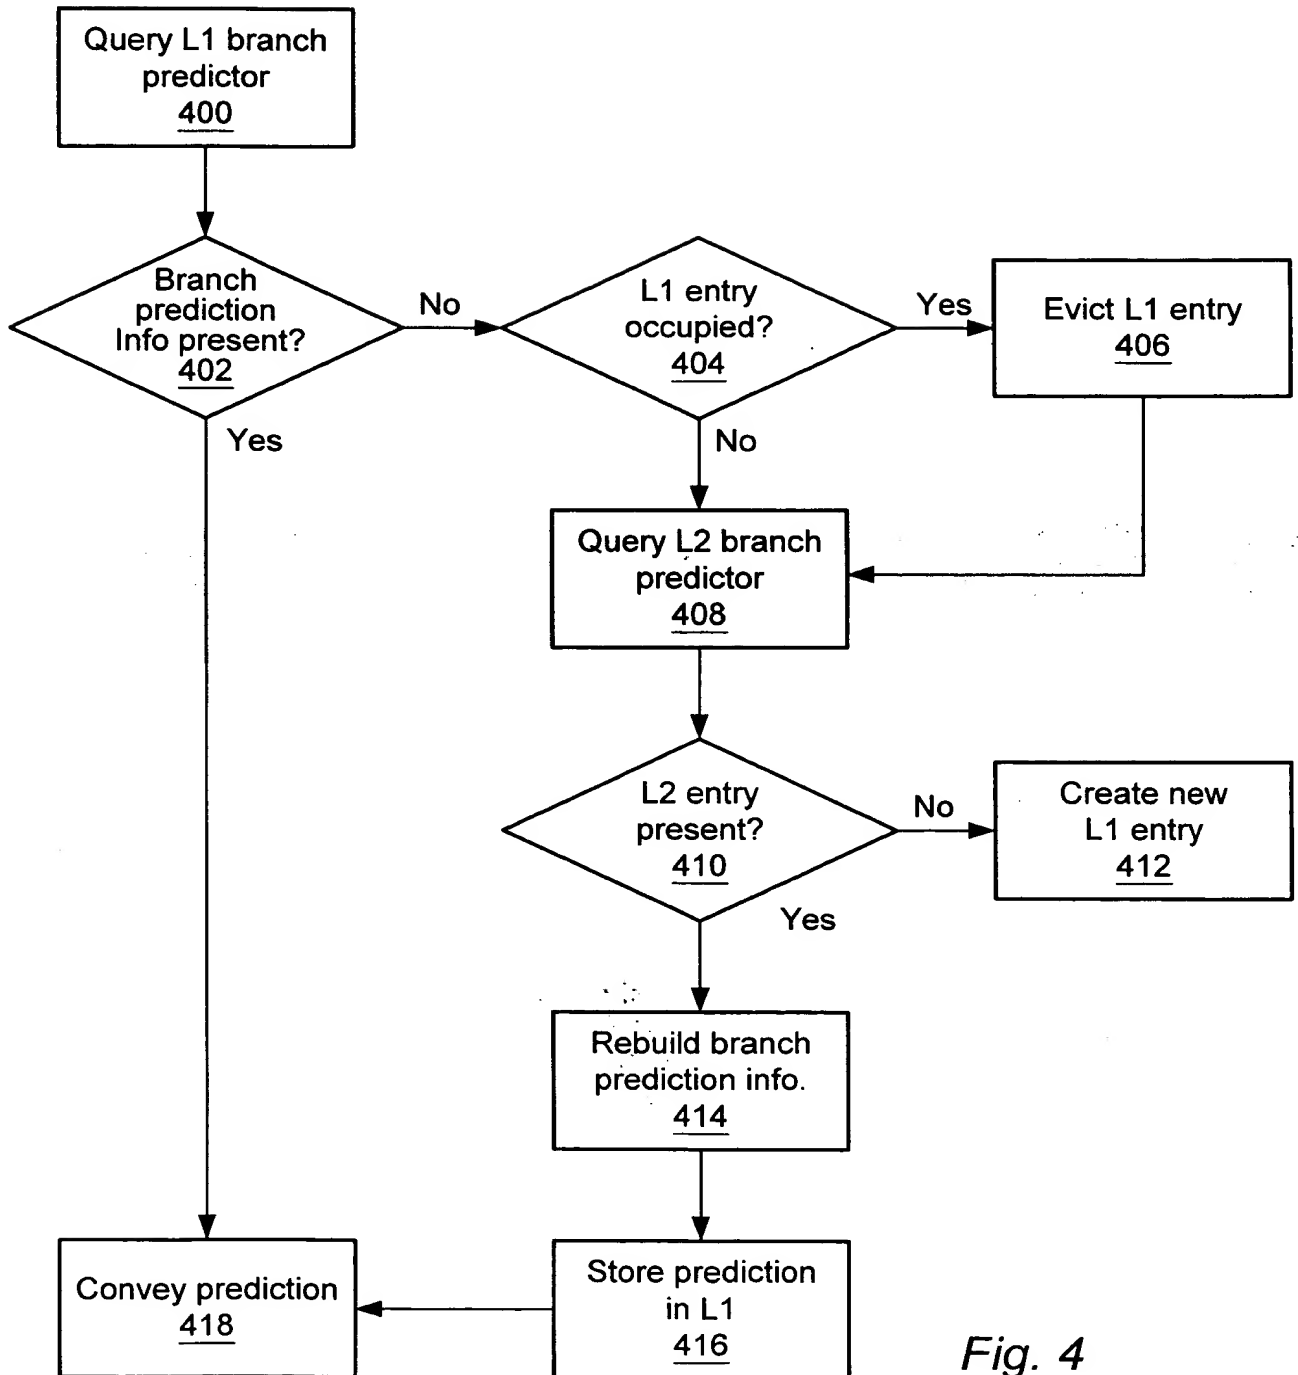 Query L1 branch
predictor
400
Branch
prediction
Info present?
402
No
L1 entry
occupied?
404
Yes
Evict L1 entry
406
Yes
No
Query L2 branch
predictor
408
L2 entry
present?
410
No
Create new
L1 entry
412
Yes
Rebuild branch
prediction info.
414
Convey prediction
418
Store prediction
in L1
416
Fig. 4